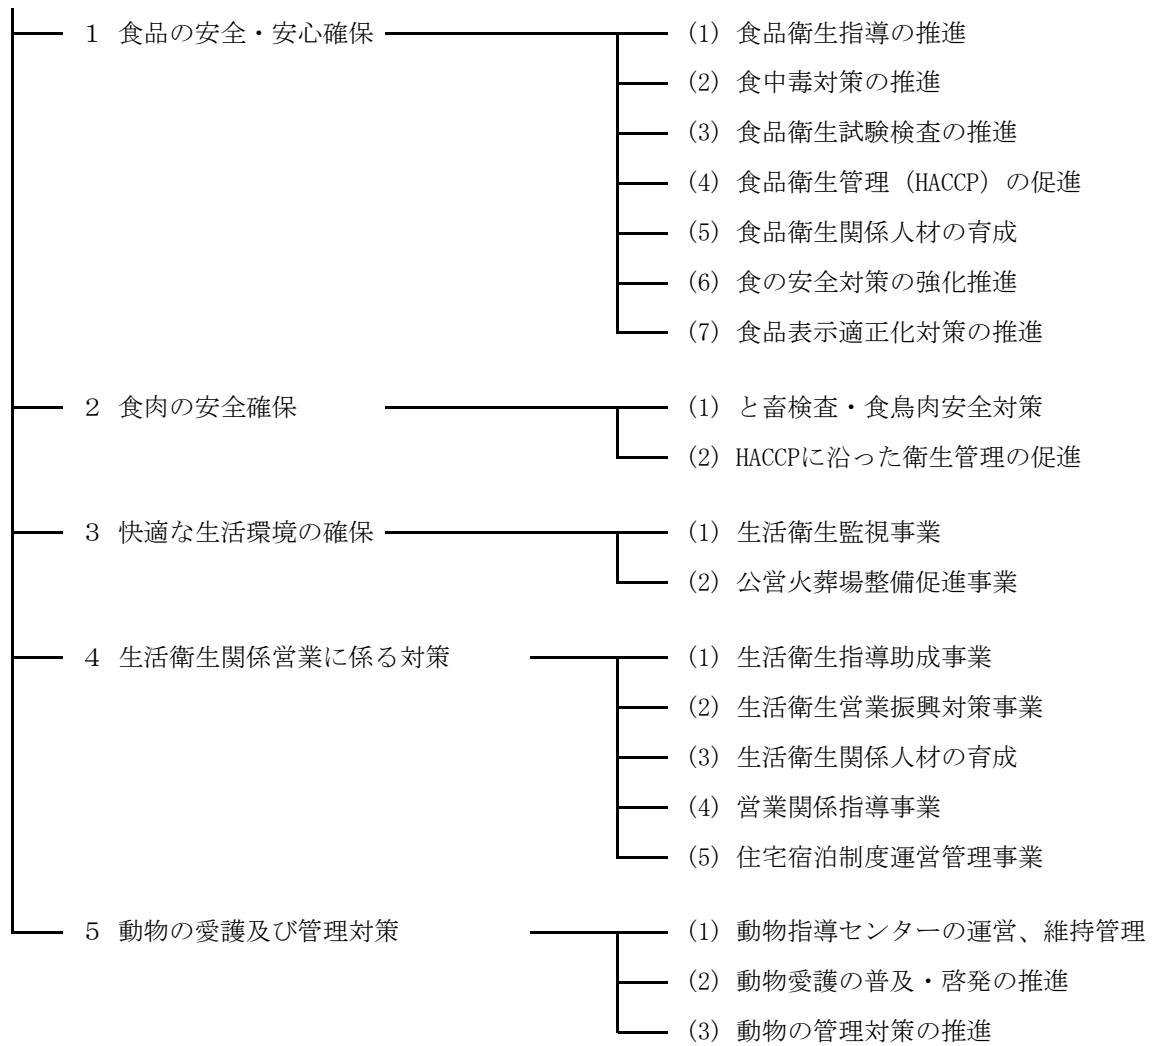 １ 食品の安全・安心確保 (1) 食品衛生指導の推進
(2) 食中毒対策の推進
(3) 食品衛生試験検査の推進
(4) 食品衛生管理（HACCP）の促進
(5) 食品衛生関係人材の育成
(6) 食の安全対策の強化推進
(7) 食品表示適正化対策の推進
２ 食肉の安全確保 (1) と畜検査・食鳥肉安全対策
(2) HACCPに沿った衛生管理の促進
３ 快適な生活環境の確保 (1) 生活衛生監視事業
(2) 公営火葬場整備促進事業
４ 生活衛生関係営業に係る対策 (1) 生活衛生指導助成事業
(2) 生活衛生営業振興対策事業
(3) 生活衛生関係人材の育成
(4) 営業関係指導事業
(5) 住宅宿泊制度運営管理事業
５ 動物の愛護及び管理対策 (1) 動物指導センターの運営、維持管理
(2) 動物愛護の普及・啓発の推進
(3) 動物の管理対策の推進